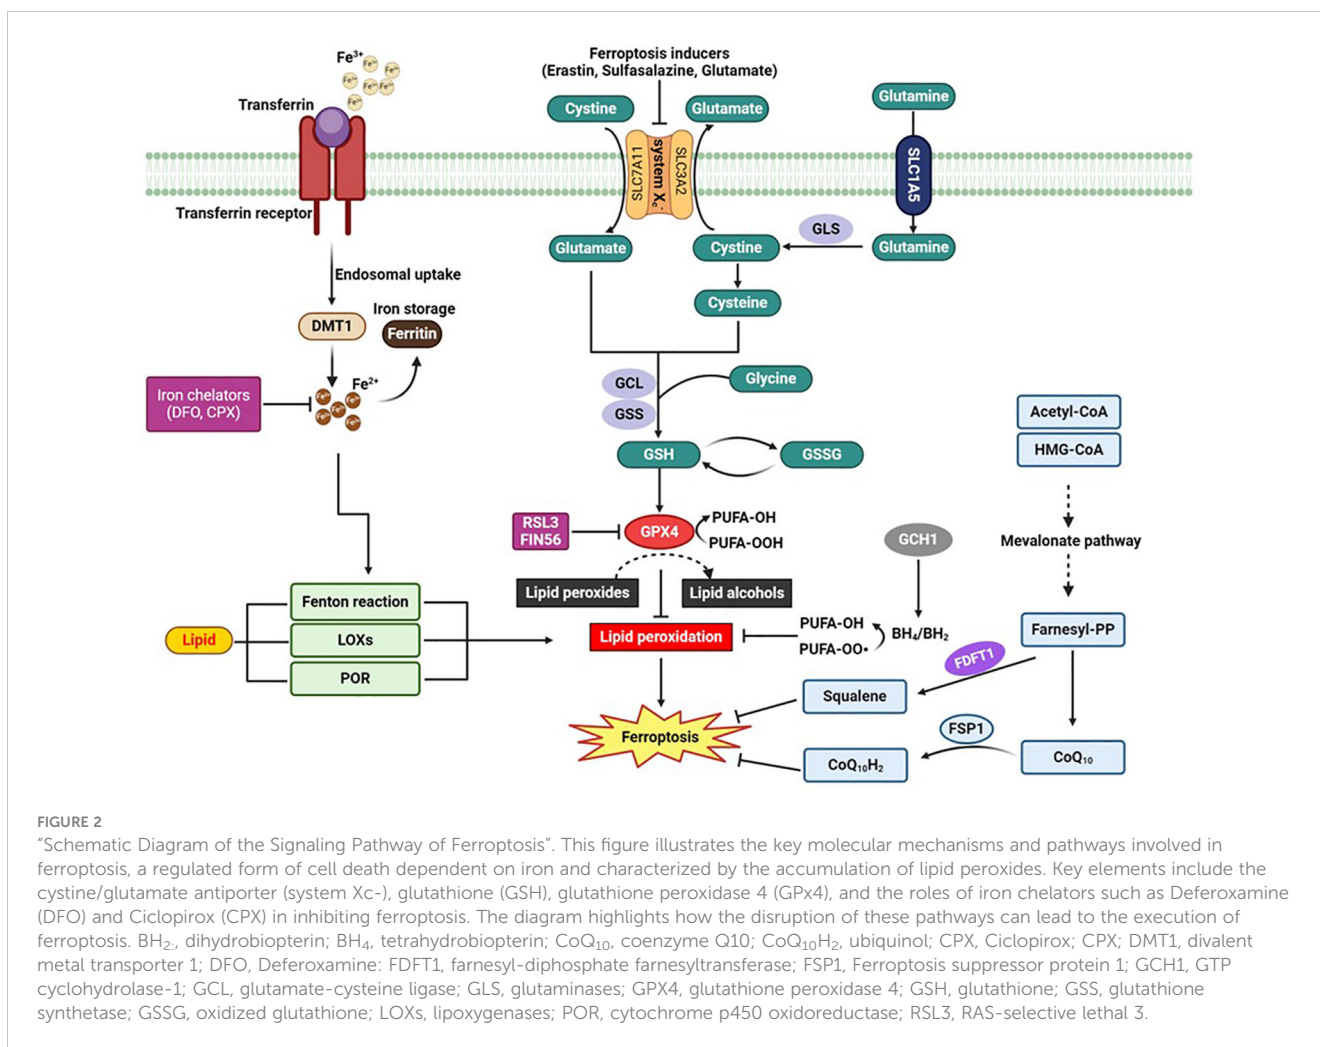 Fe³⁺
Fe³⁺
Fe³⁺
Fe³⁺
Fe³⁺
Fe³⁺
Fe³⁺
Transferrin
Transferrin receptor
Endosomal uptake
DMT1
Iron storage
Ferritin
Fe²⁺
Fe²⁺
Fe²⁺
Fe²⁺
Fe²⁺
Fe²⁺
Iron chelators
(DFO, CPX)
Lipid
Fenton reaction
LOXs
POR
Ferroptosis inducers
(Erastin, Sulfasalazine, Glutamate)
Cystine
Glutamate
SLC7A11
system Xc-
SLC3A2
Glutamine
SLC1A5
Glutamate
Cystine
GLS
Glutamine
Cysteine
GCL
GSS
Glycine
GSH
GSSG
RSL3
FIN56
GPX4
PUFA-OH
PUFA-OOH
Lipid peroxides
Lipid alcohols
Lipid peroxidation
PUFA-OH
PUFA-OO•
GCH1
BH₄/BH₂
Acetyl-CoA
HMG-CoA
Mevalonate pathway
Farnesyl-PP
FDFT1
Squalene
FSP1
CoQ₁₀
CoQ₁₀H₂
Ferroptosis
FIGURE 2
"Schematic Diagram of the Signaling Pathway of Ferroptosis". This figure illustrates the key molecular mechanisms and pathways involved in
ferroptosis, a regulated form of cell death dependent on iron and characterized by the accumulation of lipid peroxides. Key elements include the
cystine/glutamate antiporter (system Xc-), glutathione (GSH), glutathione peroxidase 4 (GPx4), and the roles of iron chelators such as Deferoxamine
(DFO) and Ciclopirox (CPX) in inhibiting ferroptosis. The diagram highlights how the disruption of these pathways can lead to the execution of
ferroptosis. BH₂:, dihydrobiopterin; BH₄, tetrahydrobiopterin; CoQ₁₀, coenzyme Q10; CoQ₁₀H₂, ubiquinol; CPX, Ciclopirox; CPX; DMT1, divalent
metal transporter 1; DFO, Deferoxamine: FDFT1, farnesyl-diphosphate farnesyltransferase; FSP1, Ferroptosis suppressor protein 1; GCH1, GTP
cyclohydrolase-1; GCL, glutamate-cysteine ligase; GLS, glutaminases; GPX4, glutathione peroxidase 4; GSH, glutathione; GSS, glutathione
synthetase; GSSG, oxidized glutathione; LOXs, lipoxygenases; POR, cytochrome p450 oxidoreductase; RSL3, RAS-selective lethal 3.